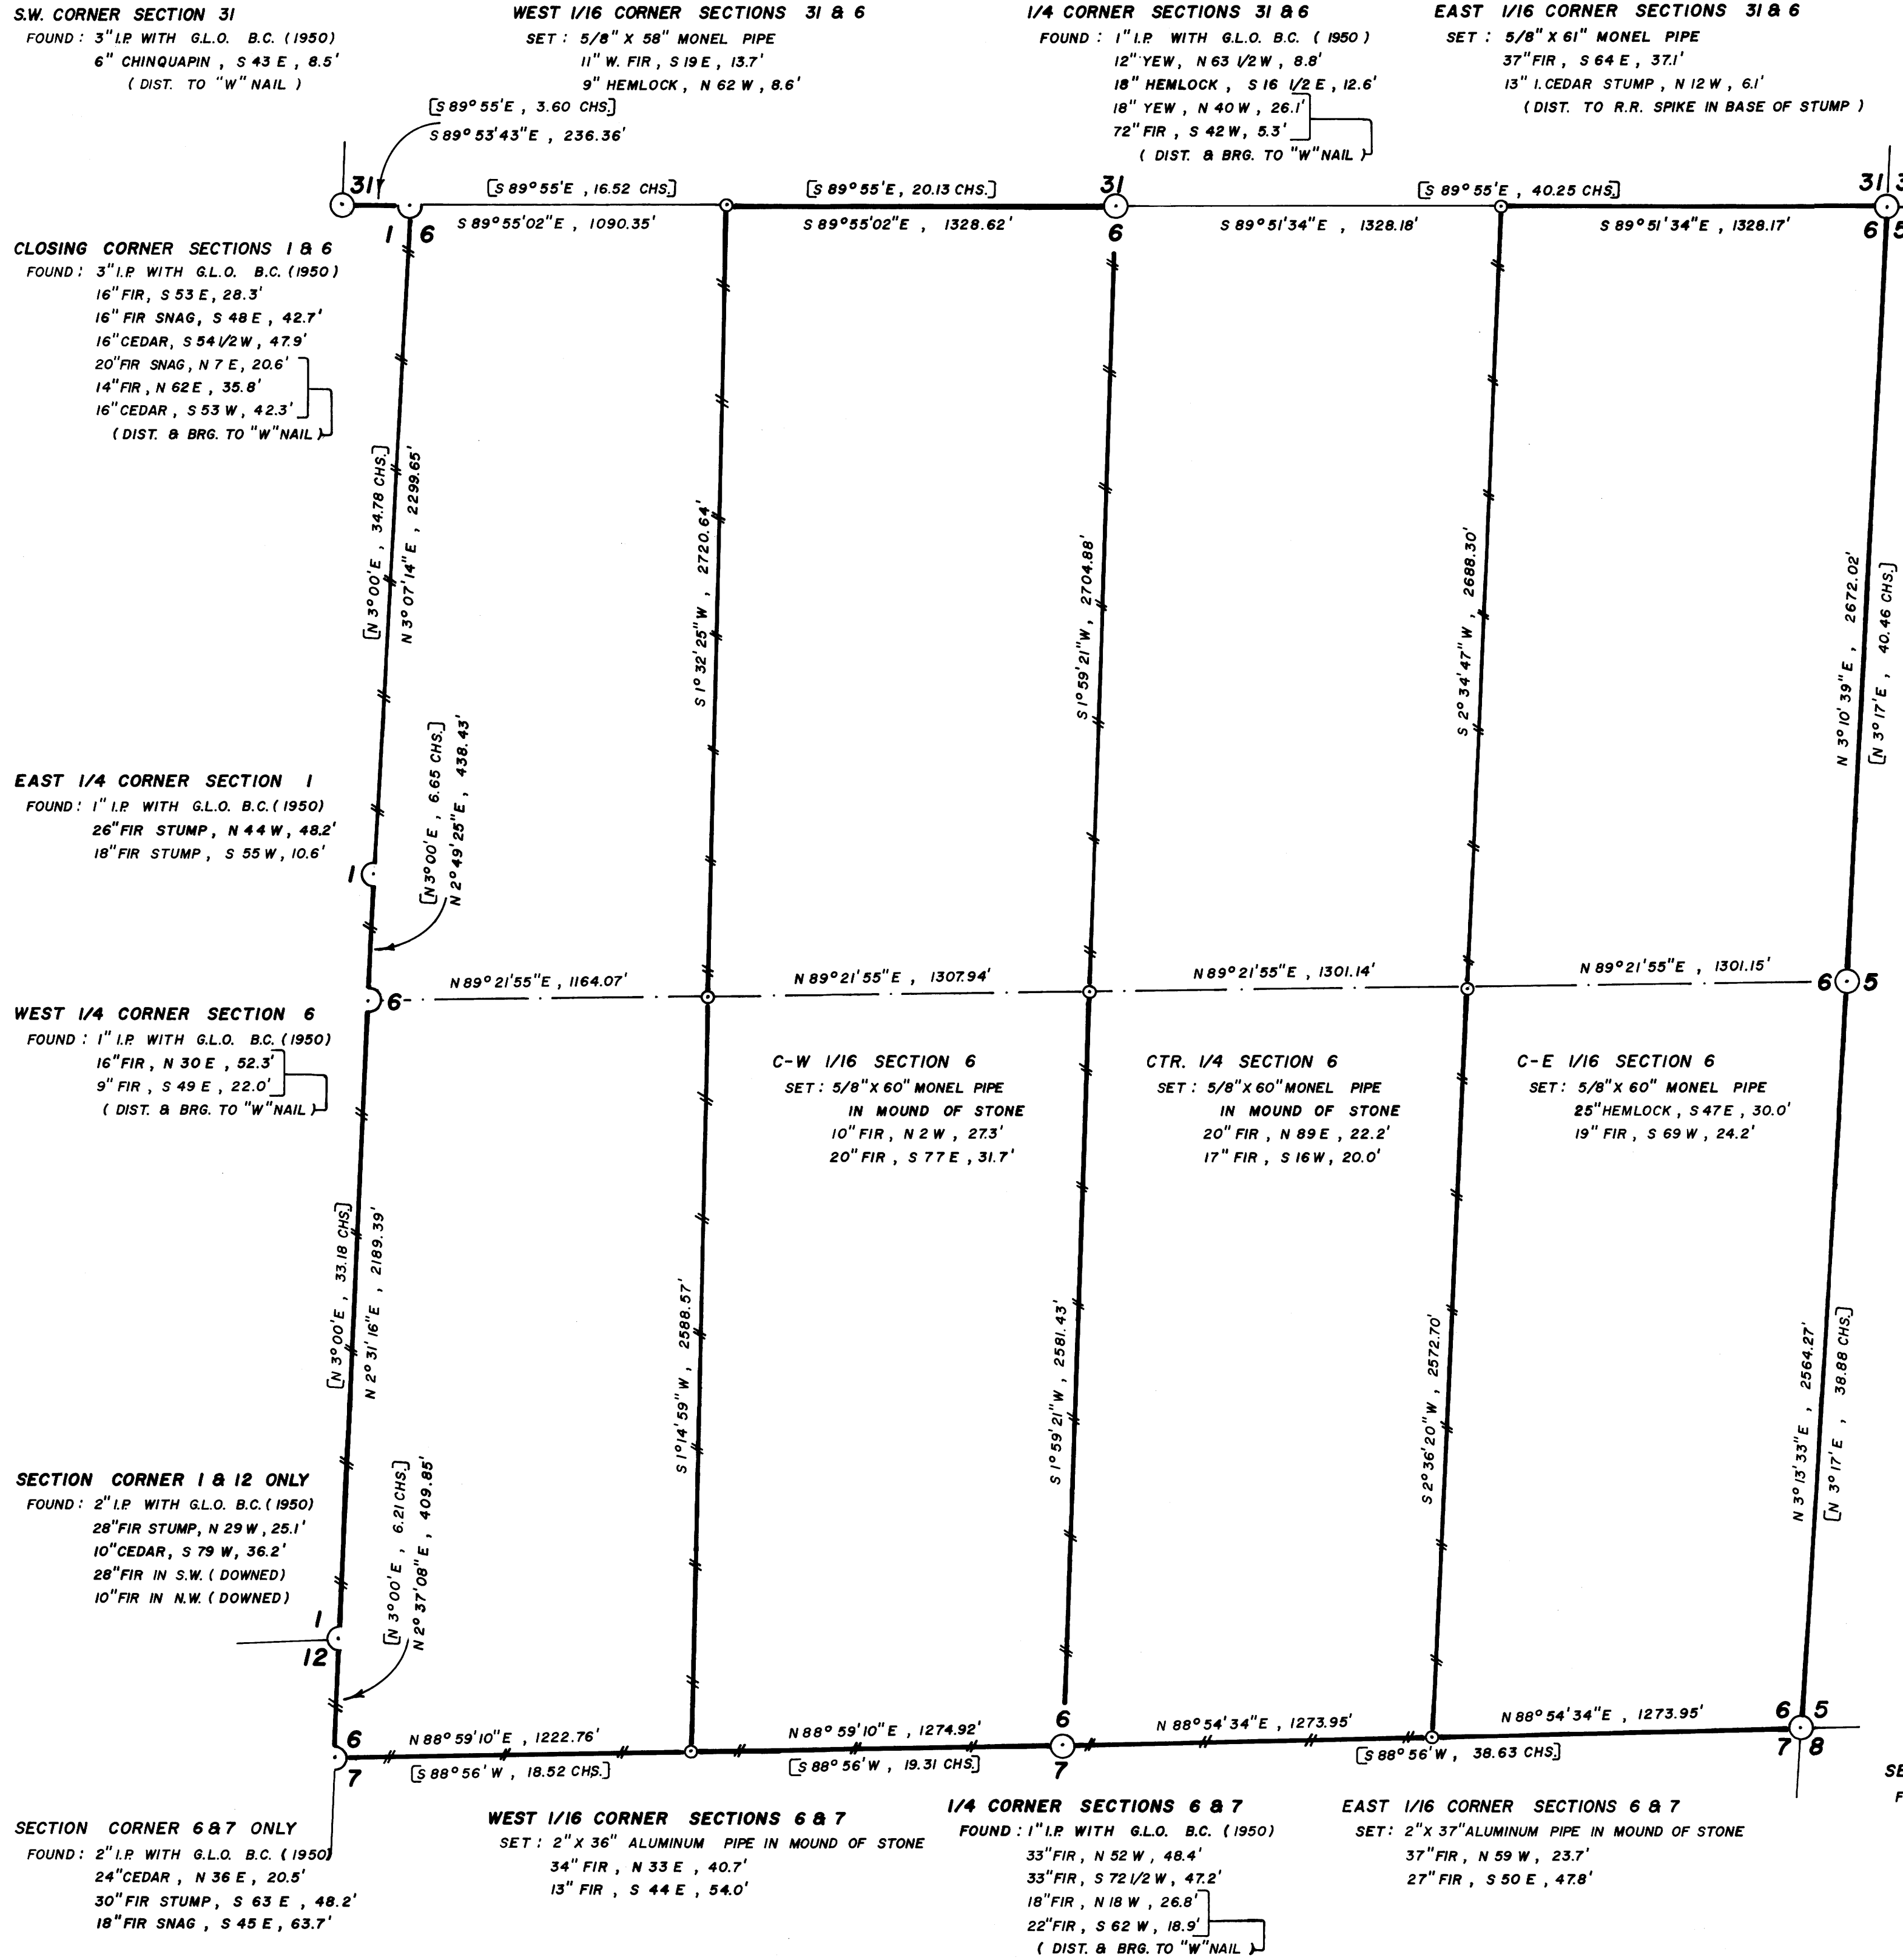 S.W. CORNER SECTION 31
FOUND: 3" I.P. WITH G.L.O. B.C. (1950)
6" CHINQUAPIN, S 43 E, 8.5'
(DIST. TO "W" NAIL)
WEST 1/16 CORNER SECTIONS 31 & 6
SET: 5/8" X 58" MONEL PIPE
11" W. FIR, S 19 E, 13.7'
9" HEMLOCK, N 62 W, 8.6'
1/4 CORNER SECTIONS 31 & 6
FOUND: 1" I.P. WITH G.L.O. B.C. (1950)
12" YEW, N 63 1/2 W, 8.8'
18" HEMLOCK, S 16 1/2 E, 12.6'
18" YEW, N 40 W, 26.1'
72" FIR, S 42 W, 5.3'
(DIST. & BRG. TO "W" NAIL)
EAST 1/16 CORNER SECTIONS 31 & 6
SET: 5/8" X 61" MONEL PIPE
37" FIR, S 64 E, 37.1'
13" I. CEDAR STUMP, N 12 W, 6.1'
(DIST. TO R.R. SPIKE IN BASE OF STUMP)
[S 89° 55' E, 3.60 CHS.]
S 89° 53' 43" E, 236.36'
31
[S 89° 55' E, 16.52 CHS.]
[S 89° 55' E, 20.13 CHS.]
31
[S 89° 55' E, 40.25 CHS.]
31 3
1 6
S 89° 55' 02" E, 1090.35'
S 89° 55' 02" E, 1328.62'
6
S 89° 51' 34" E, 1328.18'
S 89° 51' 34" E, 1328.17'
6 5
CLOSING CORNER SECTIONS 1 & 6
FOUND: 3" I.P. WITH G.L.O. B.C. (1950)
16" FIR, S 53 E, 28.3'
16" FIR SNAG, S 48 E, 42.7'
16" CEDAR, S 54 1/2 W, 47.9'
20" FIR SNAG, N 7 E, 20.6'
14" FIR, N 62 E, 35.8'
16" CEDAR, S 53 W, 42.3'
(DIST. & BRG. TO "W" NAIL)
[N 3° 00' E, 34.78 CHS.]
N 3° 07' 14" E, 2299.65'
S 1° 32' 25" W, 2720.64'
S 1° 59' 21" W, 2704.88'
S 2° 34' 47" W, 2688.30'
N 3° 10' 39" E, 2672.02'
[N 3° 17' E, 40.46 CHS.]
EAST 1/4 CORNER SECTION 1
FOUND: 1" I.P. WITH G.L.O. B.C. (1950)
26" FIR STUMP, N 44 W, 48.2'
18" FIR STUMP, S 55 W, 10.6'
1
[N 3° 00' E, 6.65 CHS.]
N 2° 49' 25" E, 438.43'
6
N 89° 21' 55" E, 1164.07'
N 89° 21' 55" E, 1307.94'
N 89° 21' 55" E, 1301.14'
N 89° 21' 55" E, 1301.15'
6 5
WEST 1/4 CORNER SECTION 6
FOUND: 1" I.P. WITH G.L.O. B.C. (1950)
16" FIR, N 30 E, 52.3'
9" FIR, S 49 E, 22.0'
(DIST. & BRG. TO "W" NAIL)
C-W 1/16 SECTION 6
SET: 5/8" X 60" MONEL PIPE
IN MOUND OF STONE
10" FIR, N 2 W, 27.3'
20" FIR, S 77 E, 31.7'
CTR. 1/4 SECTION 6
SET: 5/8" X 60" MONEL PIPE
IN MOUND OF STONE
20" FIR, N 89 E, 22.2'
17" FIR, S 16 W, 20.0'
C-E 1/16 SECTION 6
SET: 5/8" X 60" MONEL PIPE
25" HEMLOCK, S 47 E, 30.0'
19" FIR, S 69 W, 24.2'
[N 3° 00' E, 33.18 CHS.]
N 2° 31' 16" E, 2189.39'
S 1° 14' 59" W, 2588.57'
S 1° 59' 21" W, 2581.43'
S 2° 36' 20" W, 2572.70'
N 3° 13' 33" E, 2564.27'
[N 3° 17' E, 38.88 CHS.]
SECTION CORNER 1 & 12 ONLY
FOUND: 2" I.P. WITH G.L.O. B.C. (1950)
28" FIR STUMP, N 29 W, 25.1'
10" CEDAR, S 79 W, 36.2'
28" FIR IN S.W. (DOWNED)
10" FIR IN N.W. (DOWNED)
1
12
[N 3° 00' E, 6.21 CHS.]
N 2° 37' 08" E, 409.85'
6
N 88° 59' 10" E, 1222.76'
N 88° 59' 10" E, 1274.92'
6
N 88° 54' 34" E, 1273.95'
N 88° 54' 34" E, 1273.95'
6 5
7
[S 88° 56' W, 18.52 CHS.]
[S 88° 56' W, 19.31 CHS.]
7
[S 88° 56' W, 38.63 CHS.]
7 8
SECTION CORNER 6 & 7 ONLY
FOUND: 2" I.P. WITH G.L.O. B.C. (1950)
24" CEDAR, N 36 E, 20.5'
30" FIR STUMP, S 63 E, 48.2'
18" FIR SNAG, S 45 E, 63.7'
WEST 1/16 CORNER SECTIONS 6 & 7
SET: 2" X 36" ALUMINUM PIPE IN MOUND OF STONE
34" FIR, N 33 E, 40.7'
13" FIR, S 44 E, 54.0'
1/4 CORNER SECTIONS 6 & 7
FOUND: 1" I.P. WITH G.L.O. B.C. (1950)
33" FIR, N 52 W, 48.4'
33" FIR, S 72 1/2 W, 47.2'
18" FIR, N 18 W, 26.8'
22" FIR, S 62 W, 18.9'
(DIST. & BRG. TO "W" NAIL)
EAST 1/16 CORNER SECTIONS 6 & 7
SET: 2" X 37" ALUMINUM PIPE IN MOUND OF STONE
37" FIR, N 59 W, 23.7'
27" FIR, S 50 E, 47.8'